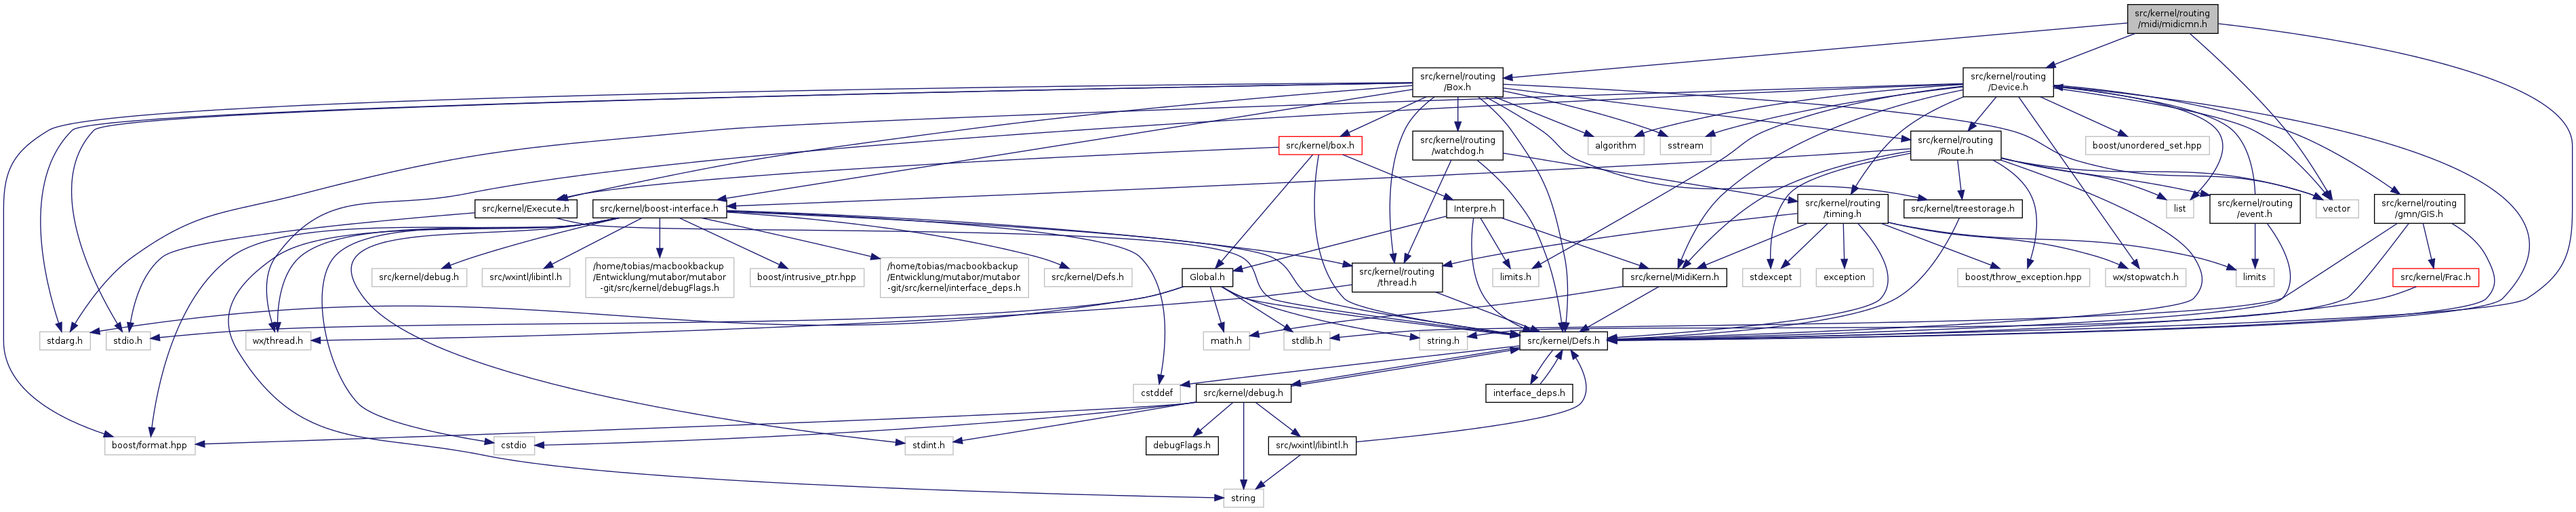 src/kernel/routing
/midi/midicmn.h
src/kernel/routing
/Box.h
src/kernel/routing
/Device.h
src/kernel/box.h
src/kernel/routing
/watchdog.h
algorithm
sstream
src/kernel/routing
/Route.h
boost/unordered_set.hpp
src/kernel/Execute.h
src/kernel/boost-interface.h
Interpre.h
src/kernel/routing
/timing.h
src/kernel/treestorage.h
list
src/kernel/routing
/event.h
vector
src/kernel/routing
/gmn/GIS.h
src/kernel/debug.h
src/wxintl/libintl.h
/home/tobias/macbookbackup
/Entwicklung/mutabor/mutabor
-git/src/kernel/debugFlags.h
boost/intrusive_ptr.hpp
/home/tobias/macbookbackup
/Entwicklung/mutabor/mutabor
-git/src/kernel/interface_deps.h
src/kernel/Defs.h
Global.h
src/kernel/routing
/thread.h
limits.h
src/kernel/MidiKern.h
stdexcept
exception
boost/throw_exception.hpp
wx/stopwatch.h
limits
src/kernel/Frac.h
stdarg.h
stdio.h
wx/thread.h
math.h
stdlib.h
string.h
src/kernel/Defs.h
cstddef
src/kernel/debug.h
interface_deps.h
boost/format.hpp
cstdio
stdint.h
debugFlags.h
src/wxintl/libintl.h
string